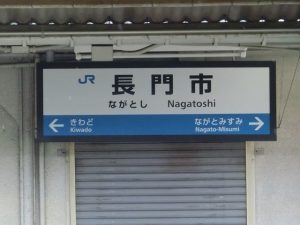 JR 長門市
ながとし Nagatoshi
← きわど ながとみすみ →
Kiwado Nagato-Misumi